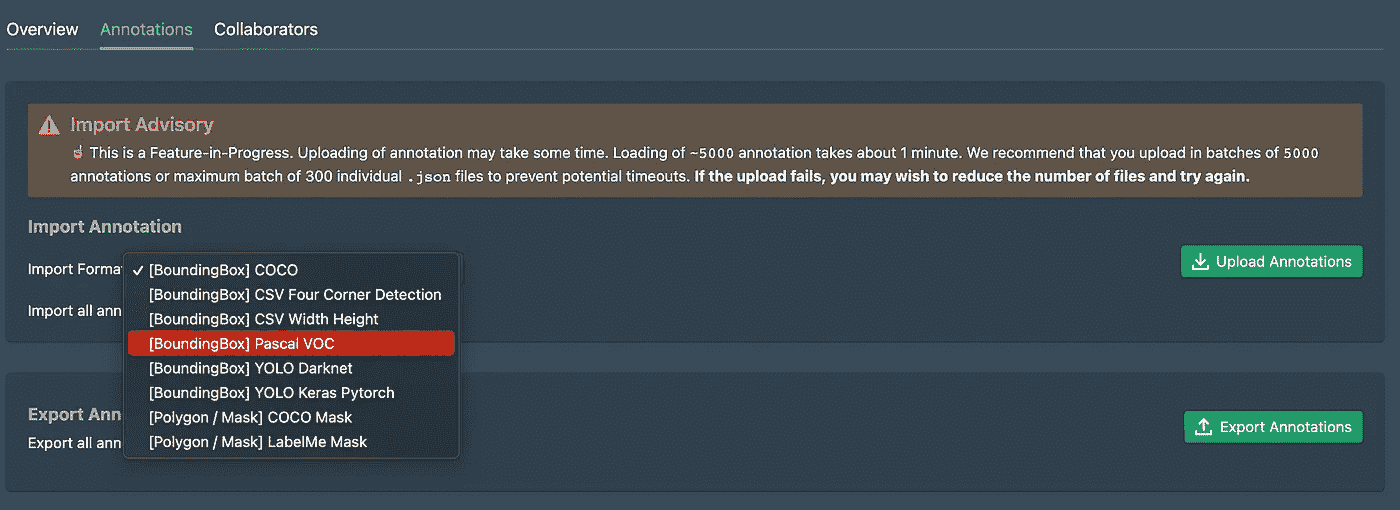 Overview Annotations Collaborators
Import Advisory
☝ This is a Feature-in-Progress. Uploading of annotation may take some time. Loading of ~5000 annotation takes about 1 minute. We recommend that you upload in batches of 5000
annotations or maximum batch of 300 individual .json files to prevent potential timeouts. If the upload fails, you may wish to reduce the number of files and try again.
Import Annotation
Import Forma
✓ [BoundingBox] COCO
[BoundingBox] CSV Four Corner Detection
[BoundingBox] CSV Width Height
[BoundingBox] Pascal VOC
[BoundingBox] YOLO Darknet
[BoundingBox] YOLO Keras Pytorch
[Polygon / Mask] COCO Mask
[Polygon / Mask] LabelMe Mask
Upload Annotations
Import all ann
Export Ann
Export all ann
Export Annotations